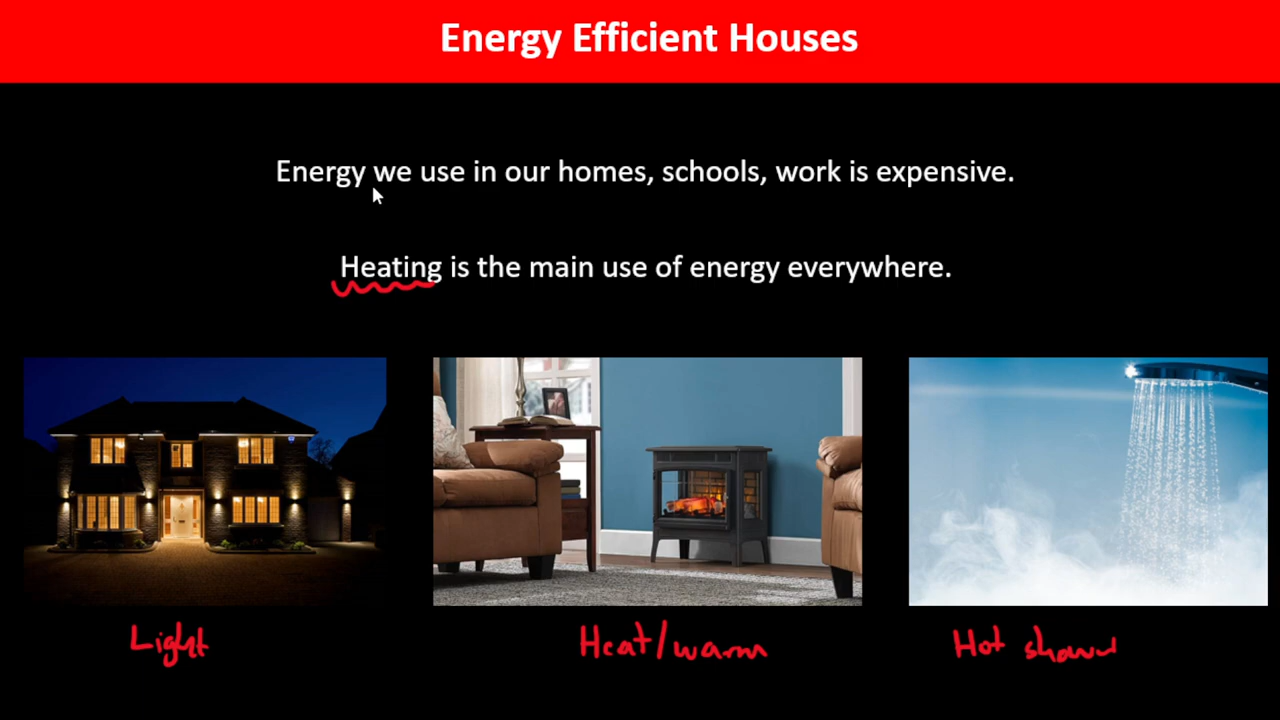 Energy Efficient Houses
Energy we use in our homes, schools, work is expensive.
Heating is the main use of energy everywhere.
Light
Heat/warm
Hot shower